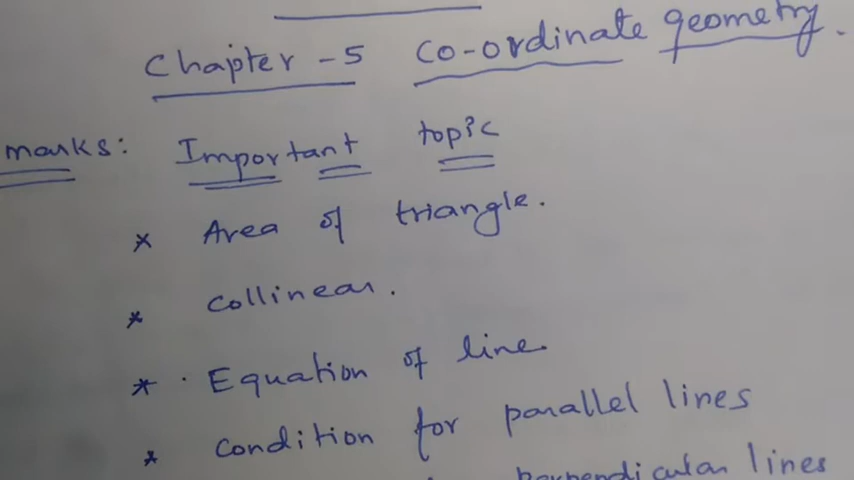 Chapter - 5 Co-ordinate geometry.
marks: Important topic
* Area of triangle.
* Collinear.
* Equation of line.
* condition for parallel lines
perpendicular lines